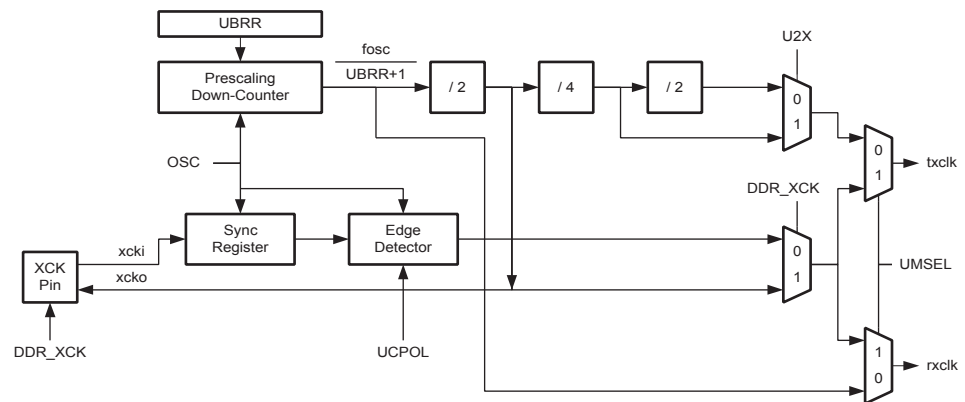 UBRR
fosc
U2X
Prescaling
Down-Counter
UBRR+1
/ 2
/ 4
/ 2
0
1
OSC
0
1
txclk
DDR_XCK
xcki
Sync
Register
Edge
Detector
0
1
XCK
Pin
xcko
UMSEL
DDR_XCK
UCPOL
1
0
rxclk